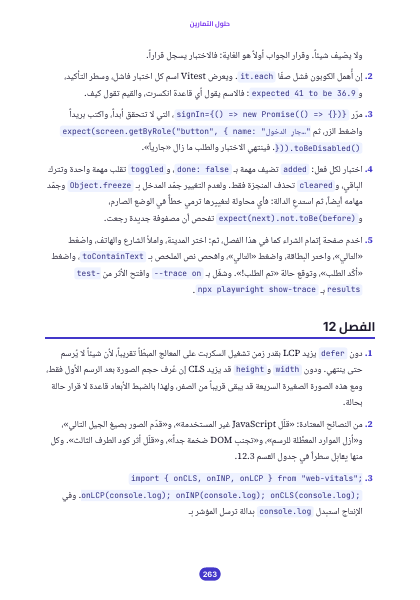 حلول التمارين
ولا يضيف شيئاً. وقرار الجواب أولاً هو الغاية: فالاختبار يسجل قراراً.
2. إن أُهمل الكوبون فشل صفّا it.each. ويعرض Vitest اسم كل اختبار فاشل، وسطر التأكيد،
و expected 41 to be 36.9: فالاسم يقول أي قاعدة انكسرت، والقيم تقول كيف.
3. مرّر signIn={() => new Promise(() => {})}، التي لا تتحقق أبداً، واكتب بريداً
واضغط الزر، ثم expect(screen.getByRole("button", { name: "جارٍ الدخول…"
})).toBeDisabled(). فينتهي الاختبار والطلب ما زال «جارياً».
4. اختبار لكل فعل: added تضيف مهمة بـ done: false، و toggled تقلب مهمة واحدة وتترك
الباقي، و cleared تحذف المنجزة فقط. ولعدم التغيير جمّد المدخل بـ Object.freeze وجمّد
مهامه أيضاً، ثم استدعِ الدالة: فأي محاولة لتغييرها ترمي خطأً في الوضع الصارم،
و expect(next).not.toBe(before) تفحص أن مصفوفة جديدة رجعت.
5. اخدم صفحة إتمام الشراء كما في هذا الفصل، ثم: اختر المدينة، واملأ الشارع والهاتف، واضغط
«التالي»، واختر البطاقة، واضغط «التالي»، وافحص نص الملخص بـ toContainText، واضغط
«أكّد الطلب»، وتوقع حالة «تم الطلب!». وشغّل بـ --trace on وافتح الأثر من test-
results بـ npx playwright show-trace.
الفصل 12
1. دون defer يزيد LCP بقدر زمن تشغيل السكربت على المعالج المبطّأ تقريباً، لأن شيئاً لا يُرسم
حتى ينتهي. ودون width و height قد يزيد CLS إن عُرف حجم الصورة بعد الرسم الأول فقط،
ومع هذه الصورة الصغيرة السريعة قد يبقى قريباً من الصفر، ولهذا بالضبط الأبعاد قاعدة لا قرار حالة
بحالة.
2. من النصائح المعتادة: «قلّل JavaScript غير المستخدمة»، و«قدّم الصور بصيغ الجيل التالي»،
و«أزل الموارد المعطّلة للرسم»، و«تجنب DOM ضخمة جداً»، و«قلّل أثر كود الطرف الثالث». وكل
منها يقابل سطراً في جدول القسم 12.3.
3. import { onCLS, onINP, onLCP } from "web-vitals";
onLCP(console.log); onINP(console.log); onCLS(console.log);. وفي
الإنتاج استبدل console.log بدالة ترسل المؤشر بـ
263